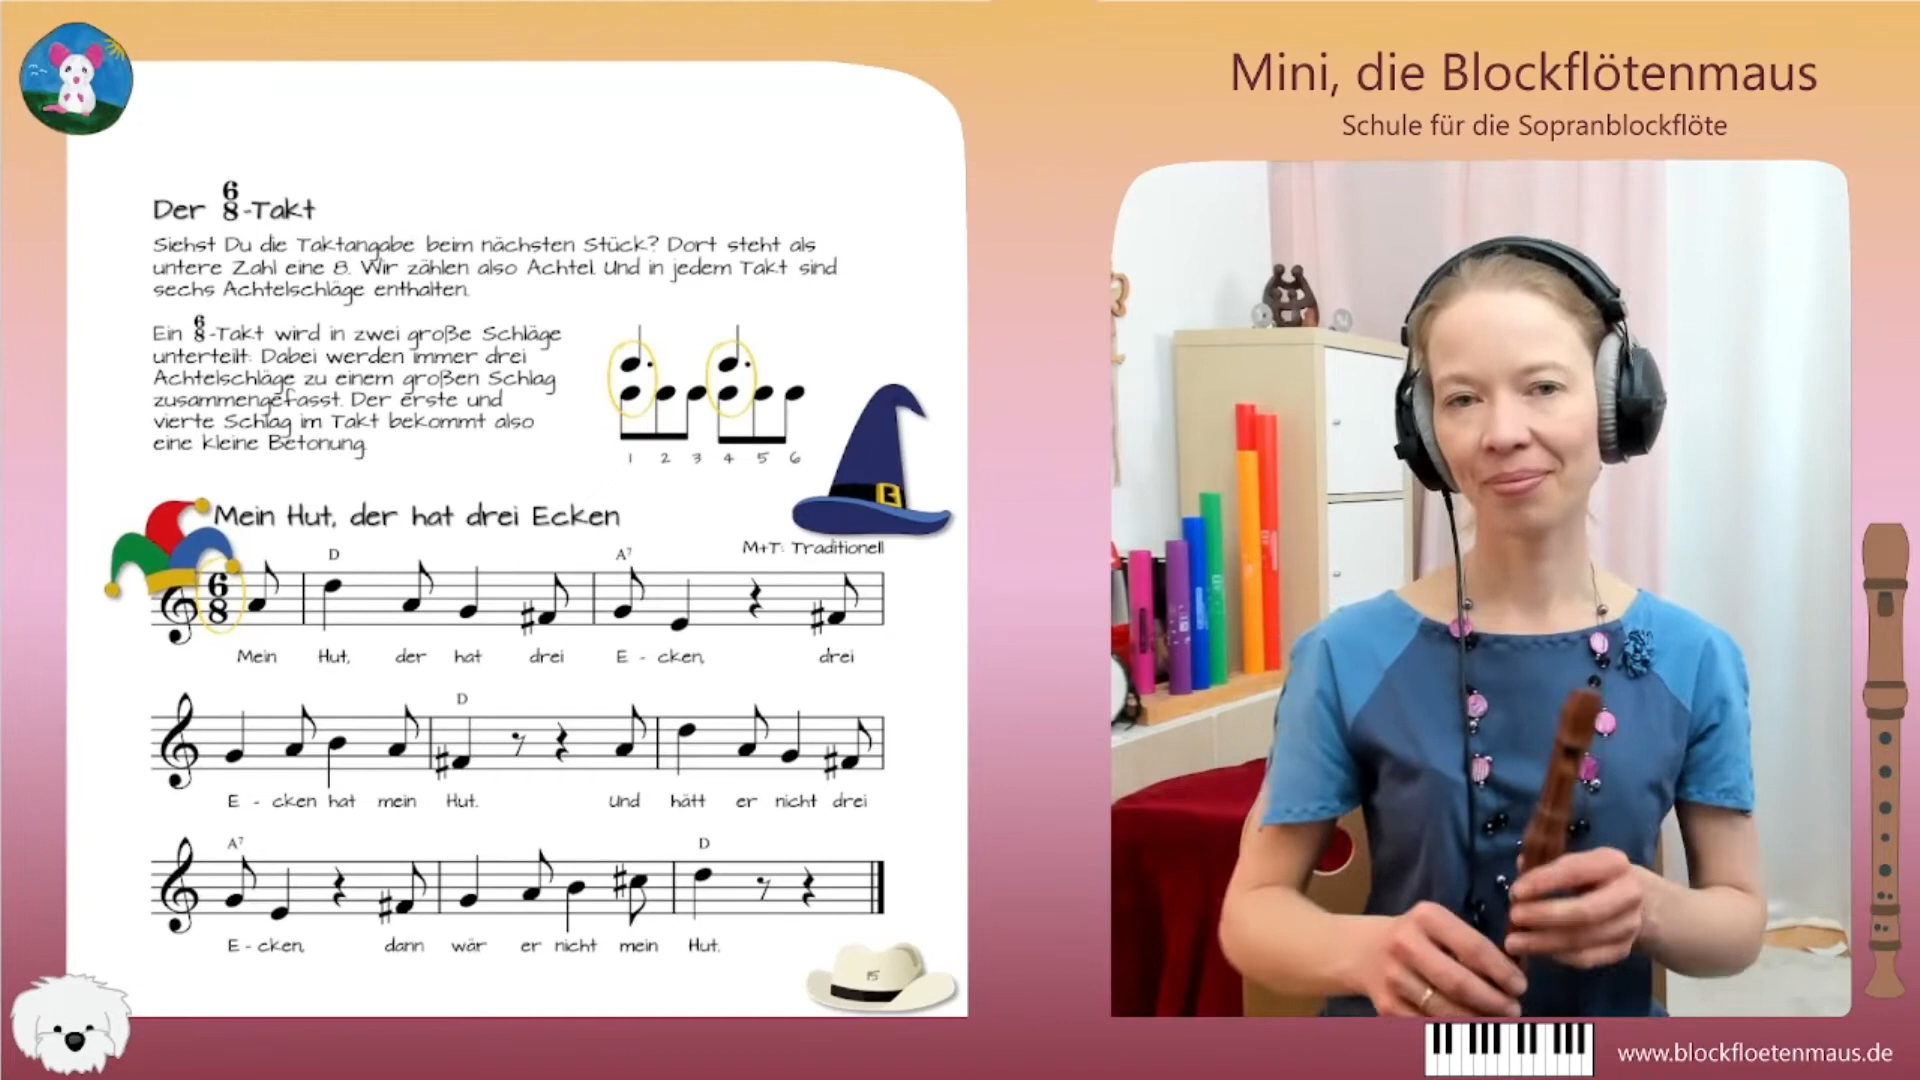 Mini, die Blockflötenmaus
Schule für die Sopranblockflöte
Der 6/8-Takt
Siehst Du die Taktangabe beim nächsten Stück? Dort steht als
untere Zahl eine 8. Wir zählen also Achtel. Und in jedem Takt sind
sechs Achtelschläge enthalten.
Ein 6/8-Takt wird in zwei große Schläge
unterteilt: Dabei werden immer drei
Achtelschläge zu einem großen Schlag
zusammengefasst. Der erste und
vierte Schlag im Takt bekommt also
eine kleine Betonung.
1 2 3 4 5 6
Mein Hut, der hat drei Ecken
M+T: Traditionell
D A7
6
8
Mein Hut, der hat drei E - cken, drei
D
E - cken hat mein Hut. Und hätt er nicht drei
A7 D
E - cken, dann wär er nicht mein Hut.
15
www.blockfloetenmaus.de